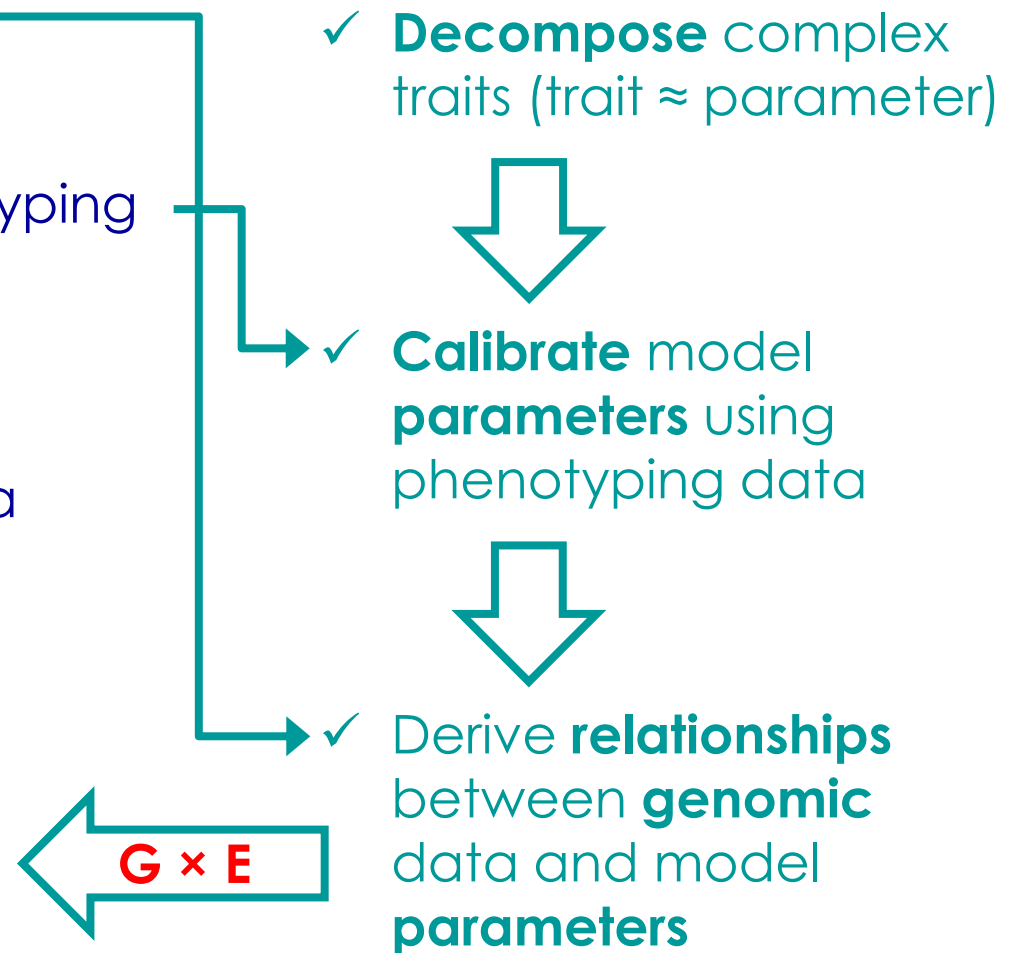 ✓ Decompose complex
traits (trait ≈ parameter)
yping
✓ Calibrate model
parameters using
phenotyping data
a
✓ Derive relationships
between genomic
data and model
parameters
G × E